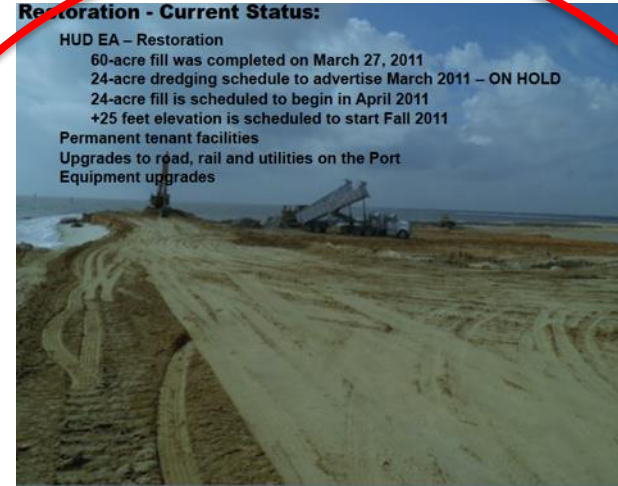 Restoration - Current Status:
HUD EA – Restoration
60-acre fill was completed on March 27, 2011
24-acre dredging schedule to advertise March 2011 – ON HOLD
24-acre fill is scheduled to begin in April 2011
+25 feet elevation is scheduled to start Fall 2011
Permanent tenant facilities
Upgrades to road, rail and utilities on the Port
Equipment upgrades